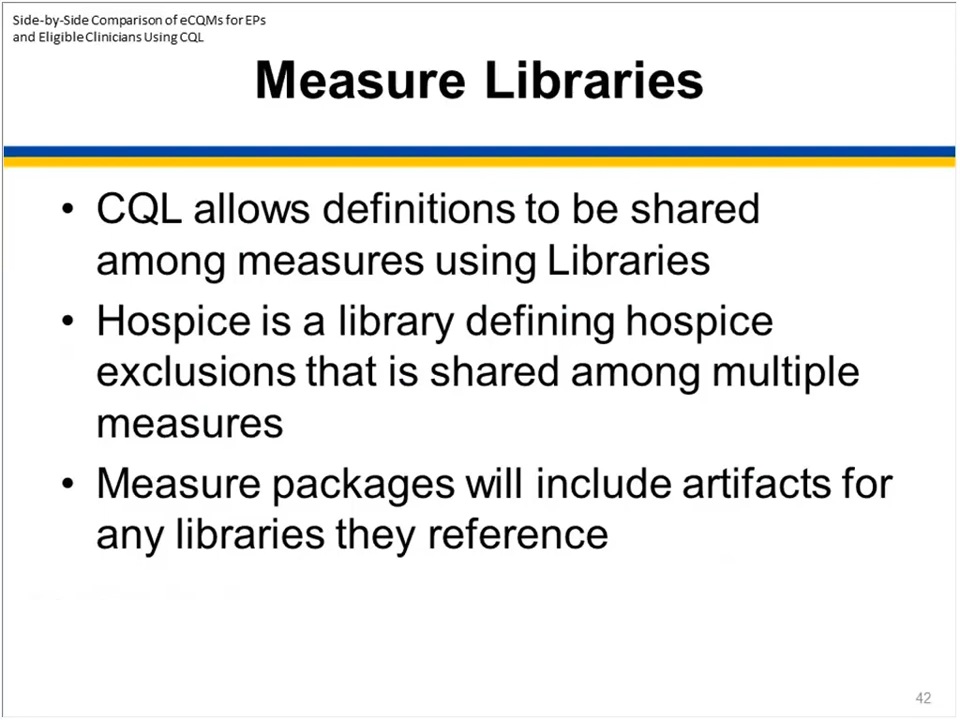 Side-by-Side Comparison of eCQMs for EPs
and Eligible Clinicians Using CQL
Measure Libraries
• CQL allows definitions to be shared
among measures using Libraries
• Hospice is a library defining hospice
exclusions that is shared among multiple
measures
• Measure packages will include artifacts for
any libraries they reference
42